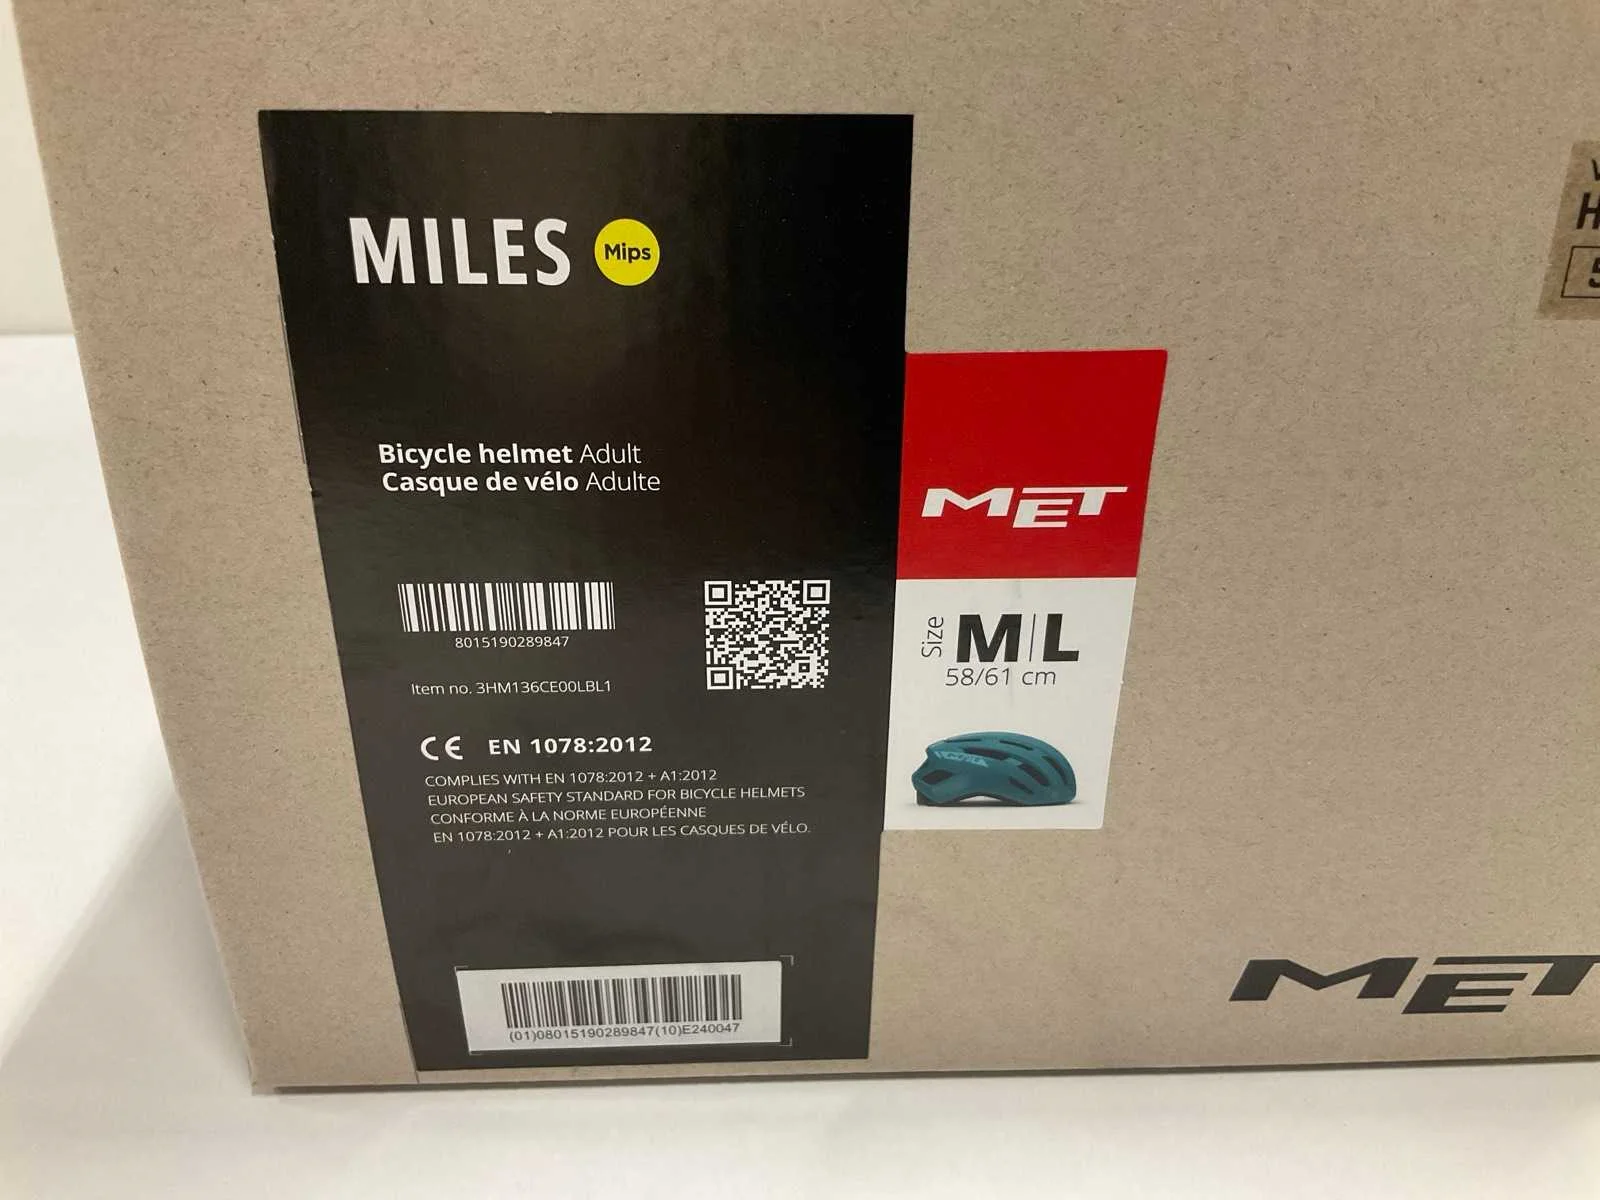 MILES Mips
Bicycle helmet Adult
Casque de vélo Adulte
8015190289847
Item no. 3HM136CE00LBL1
CE EN 1078:2012
COMPLIES WITH EN 1078:2012 + A1:2012
EUROPEAN SAFETY STANDARD FOR BICYCLE HELMETS
CONFORME À LA NORME EUROPÉENNE
EN 1078:2012 + A1:2012 POUR LES CASQUES DE VÉLO.
(01)08015190289847(10)E240047
MET
Size M|L
58/61 cm
MET